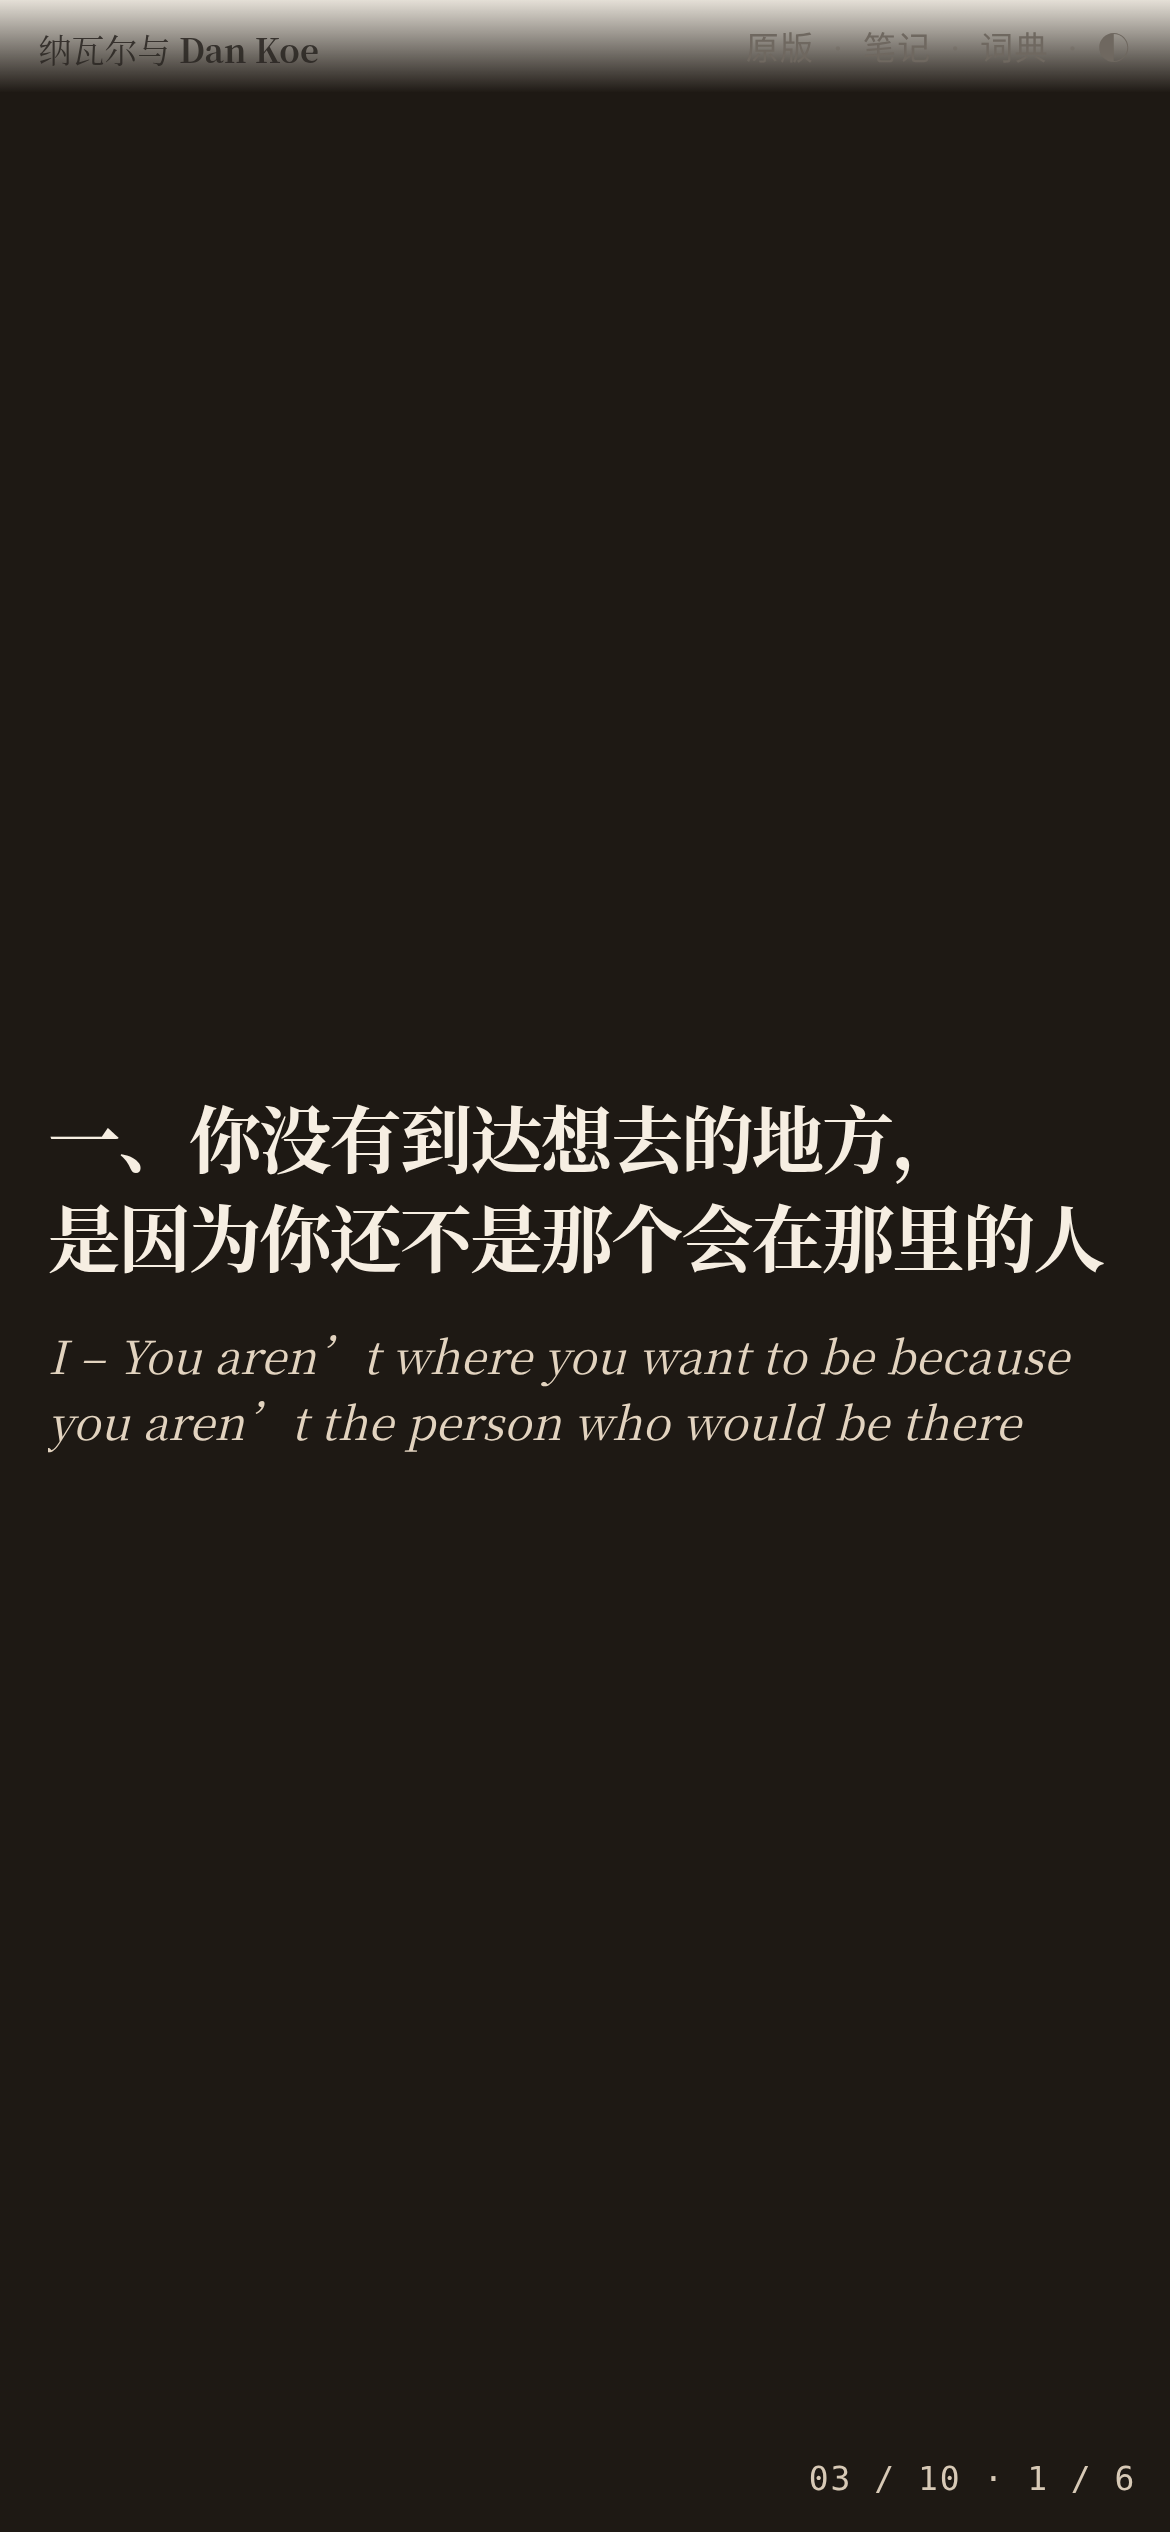 纳瓦尔与 Dan Koe
原版 · 笔记 · 词典 ·
一、你没有到达想去的地方，
是因为你还不是那个会在那里的人
I – You aren’t where you want to be because
you aren’t the person who would be there
03 / 10 · 1 / 6